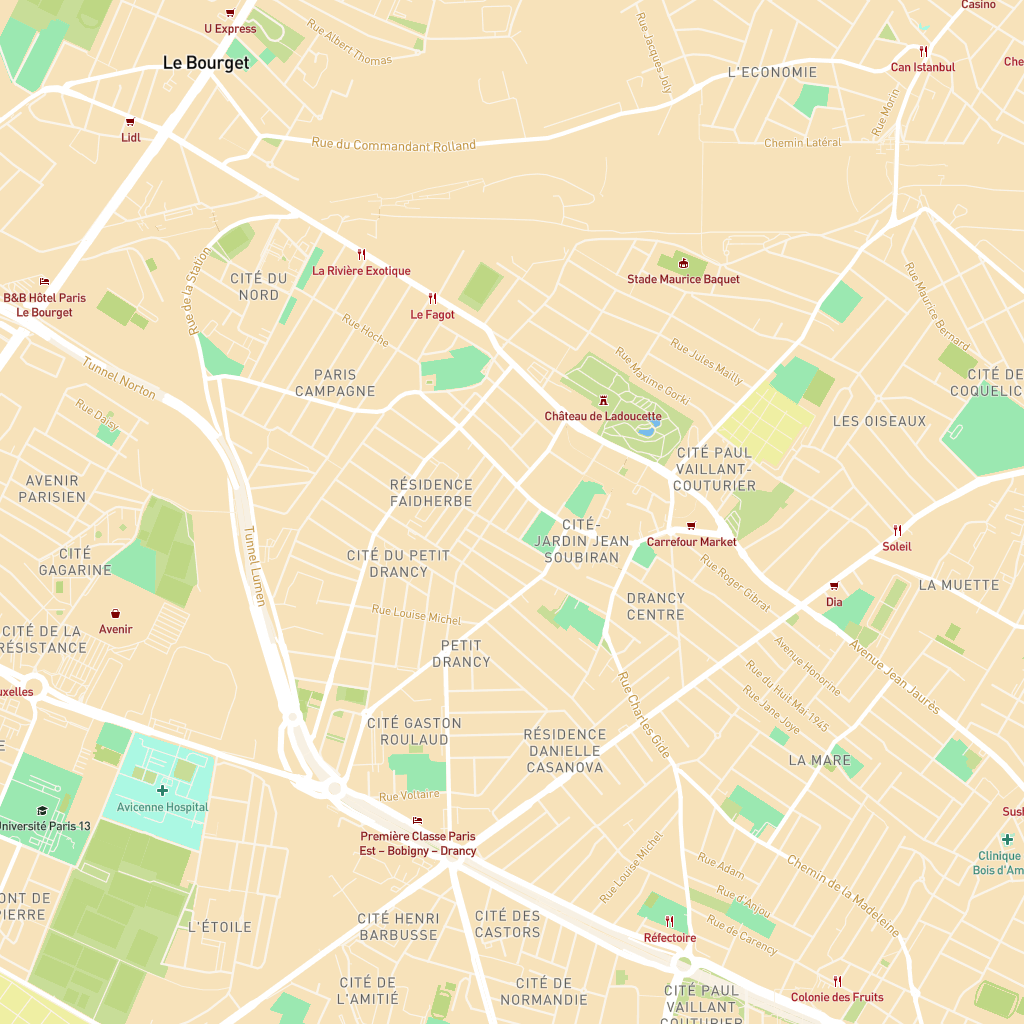 Casino
U Express
Rue Albert Thomas
Rue Jacques Joly
Le Bourget
Can Istanbul
L'ECONOMIE
Rue Morin
Lidl
Rue du Commandant Rolland
Chemin Latéral
Rue de la Station
CITÉ DU
NORD
La Rivière Exotique
Stade Maurice Baquet
B&B Hôtel Paris
Le Bourget
Le Fagot
Rue Maurice Bernard
Rue Hoche
Tunnel Norton
Rue Jules Mailly
Rue Maxime Gorki
PARIS
CAMPAGNE
CITÉ DE
COQUELIC
Rue Daisy
Château de Ladoucette
LES OISEAUX
CITÉ PAUL
VAILLANT-
COUTURIER
AVENIR
PARISIEN
RÉSIDENCE
FAIDHERBE
CITÉ-
JARDIN JEAN
SOUBIRAN
Carrefour Market
Soleil
CITÉ
GAGARINE
Tunnel Lumen
CITÉ DU PETIT
DRANCY
Rue Roger Gibrat
LA MUETTE
Dia
DRANCY
CENTRE
Avenir
Rue Louise Michel
CITÉ DE LA
RÉSISTANCE
PETIT
DRANCY
Avenue Honorine
Avenue Jean Jaurès
Rue du Huit Mai 1945
Rue Jane Joye
uxelles
Rue Charles Gide
CITÉ GASTON
ROULAUD
RÉSIDENCE
DANIELLE
CASANOVA
LA MARE
Avicenne Hospital
Rue Voltaire
Université Paris 13
Première Classe Paris
Est – Bobigny – Drancy
Sus
Clinique
Bois d'Am
Rue Louise Michel
Rue Adam
Chemin de la Madeleine
Rue d'Anjou
Rue de Carency
ONT DE
PIERRE
L'ÉTOILE
CITÉ HENRI
BARBUSSE
CITÉ DES
CASTORS
Réfectoire
CITÉ DE
L'AMITIÉ
CITÉ DE
NORMANDIE
CITÉ PAUL
VAILLANT
COUTURIER
Colonie des Fruits